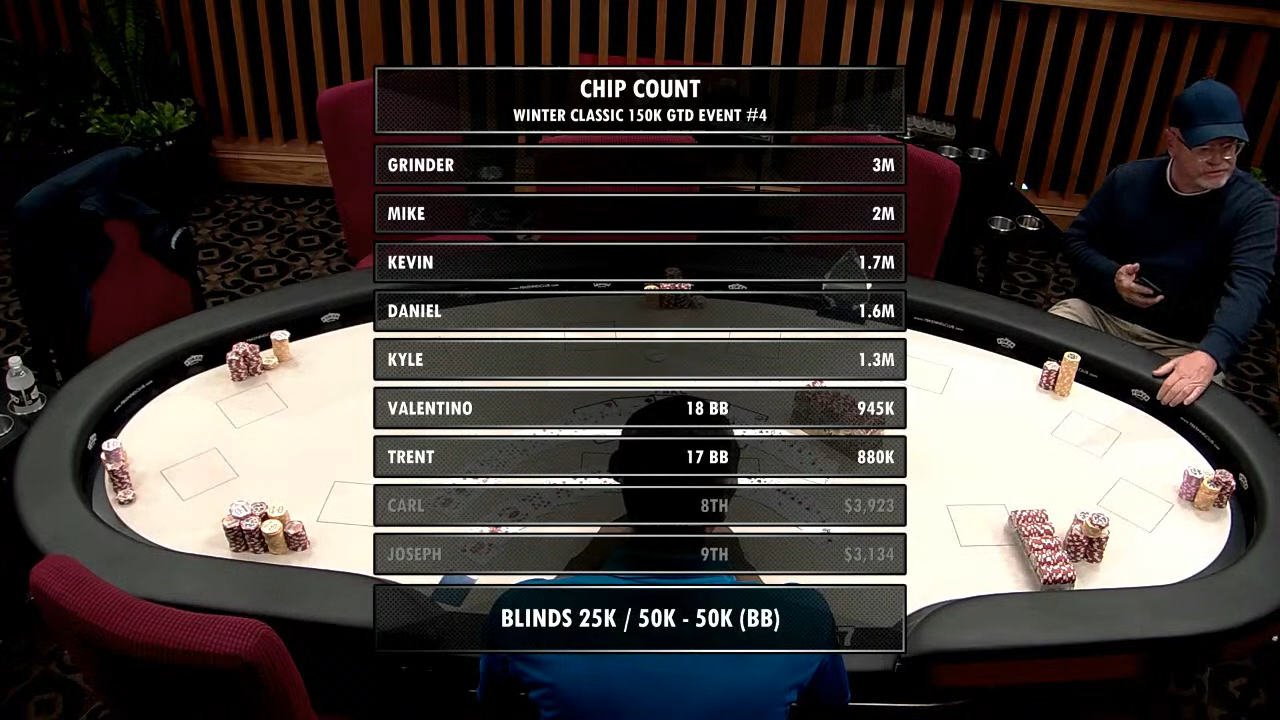 CHIP COUNT
WINTER CLASSIC 150K GTD EVENT #4
GRINDER 3M
MIKE 2M
KEVIN 1.7M
DANIEL 1.6M
KYLE 1.3M
VALENTINO 18 BB 945K
TRENT 17 BB 880K
CARL 8TH $3,923
JOSEPH 9TH $3,134
BLINDS 25K / 50K - 50K (BB)